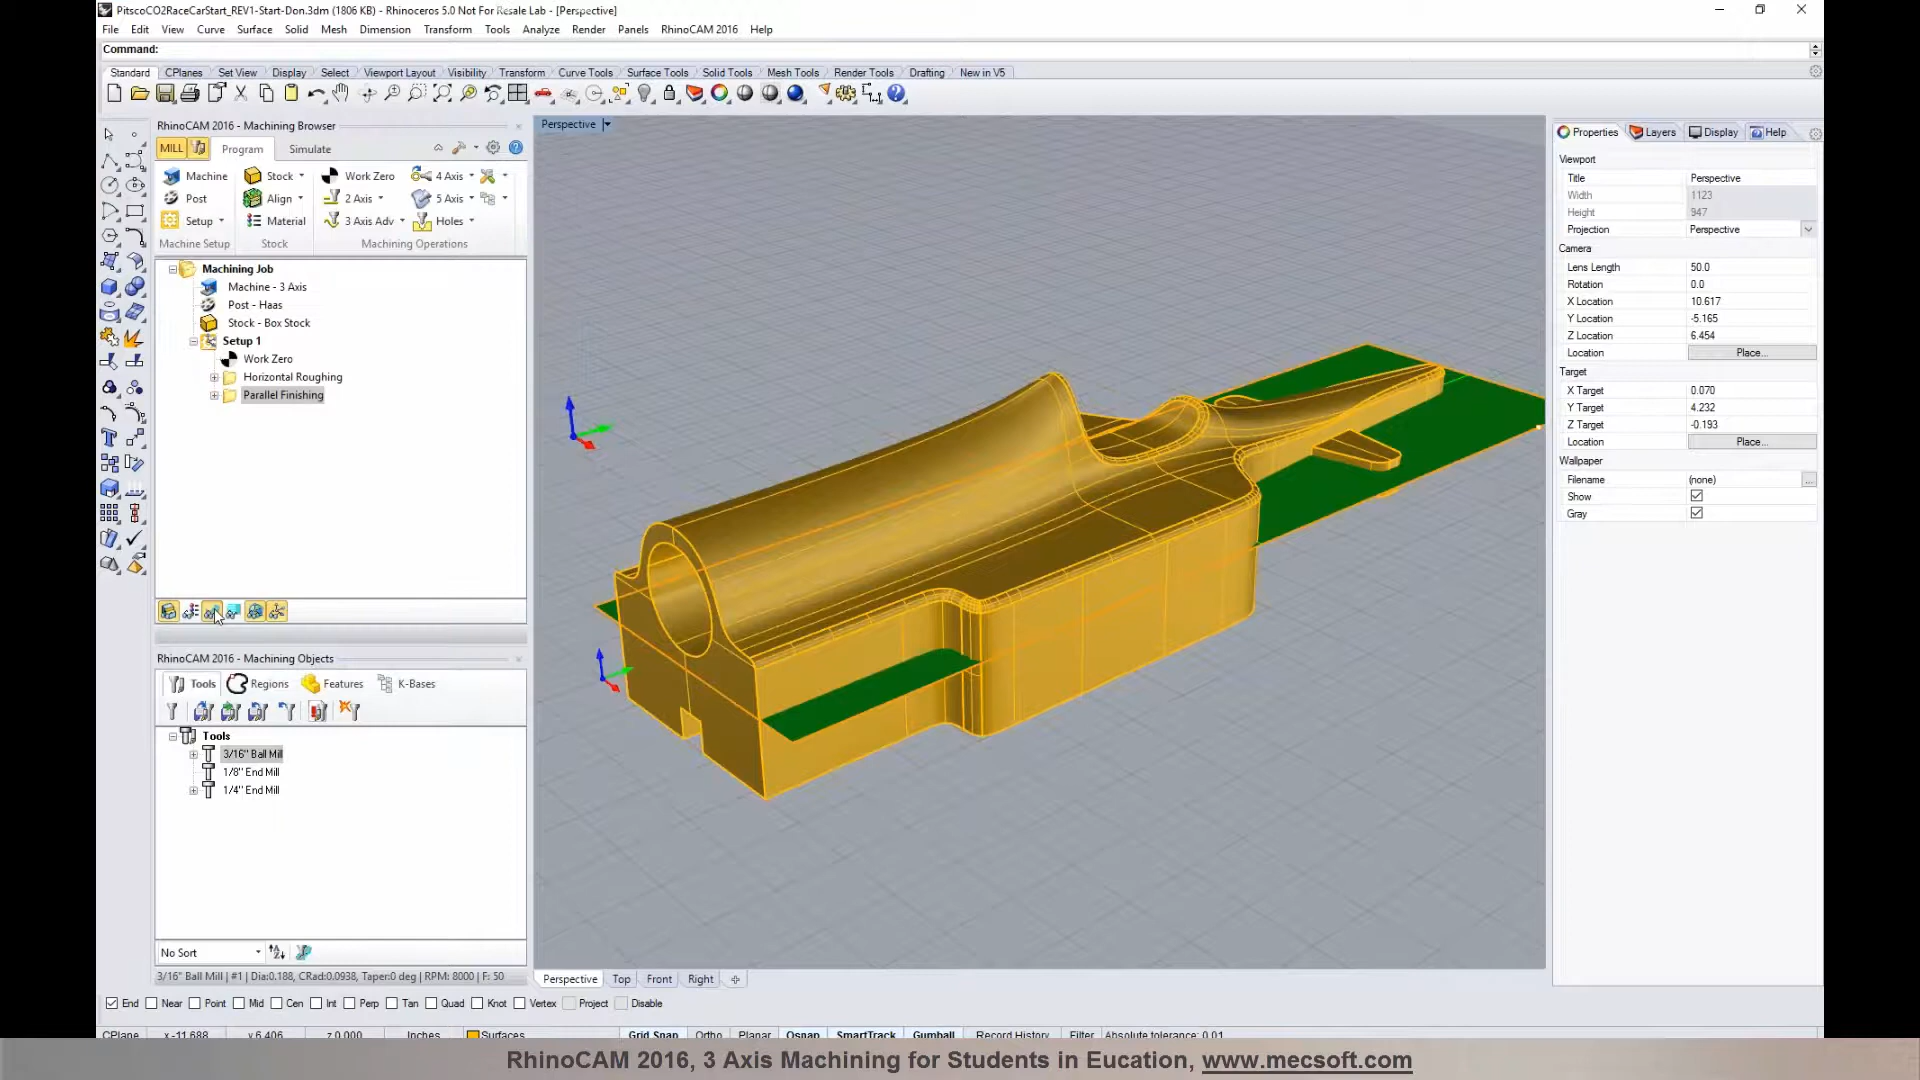 PitscoCO2RaceCarStart_REV1-Start-Don.3dm (1806 KB) - Rhinoceros 5.0 Not For Resale Lab - [Perspective]
File Edit View Curve Surface Solid Mesh Dimension Transform Tools Analyze Render Panels RhinoCAM 2016 Help
Command:
Standard CPlanes Set View Display Select Viewport Layout Visibility Transform Curve Tools Surface Tools Solid Tools Mesh Tools Render Tools Drafting New in V5
RhinoCAM 2016 - Machining Browser
MILL Program Simulate
Machine Stock Work Zero 4 Axis
Post Align 2 Axis 5 Axis
Setup Material 3 Axis Adv Holes
Machine Setup Stock Machining Operations
Machining Job
Machine - 3 Axis
Post - Haas
Stock - Box Stock
Setup 1
Work Zero
Horizontal Roughing
Parallel Finishing
RhinoCAM 2016 - Machining Objects
Tools Regions Features K-Bases
Tools
3/16" Ball Mill
1/8" End Mill
1/4" End Mill
No Sort
3/16" Ball Mill | #1 | Dia:0.188, CRad:0.0938, Taper:0 deg | RPM: 8000 | F: 50
Perspective
Perspective Top Front Right
Properties Layers Display Help
Viewport
Title Perspective
Width 1123
Height 947
Projection Perspective
Camera
Lens Length 50.0
Rotation 0.0
X Location 10.617
Y Location -5.165
Z Location 6.454
Location Place...
Target
X Target 0.070
Y Target 4.232
Z Target -0.193
Location Place...
Wallpaper
Filename (none) ...
Show
Gray
End Near Point Mid Cen Int Perp Tan Quad Knot Vertex Project Disable
CPlane x -11.688 y 6.406 z 0.000 Inches Surfaces Grid Snap Ortho Planar Osnap SmartTrack Gumball Record History Filter Absolute tolerance: 0.01
RhinoCAM 2016, 3 Axis Machining for Students in Eucation, www.mecsoft.com